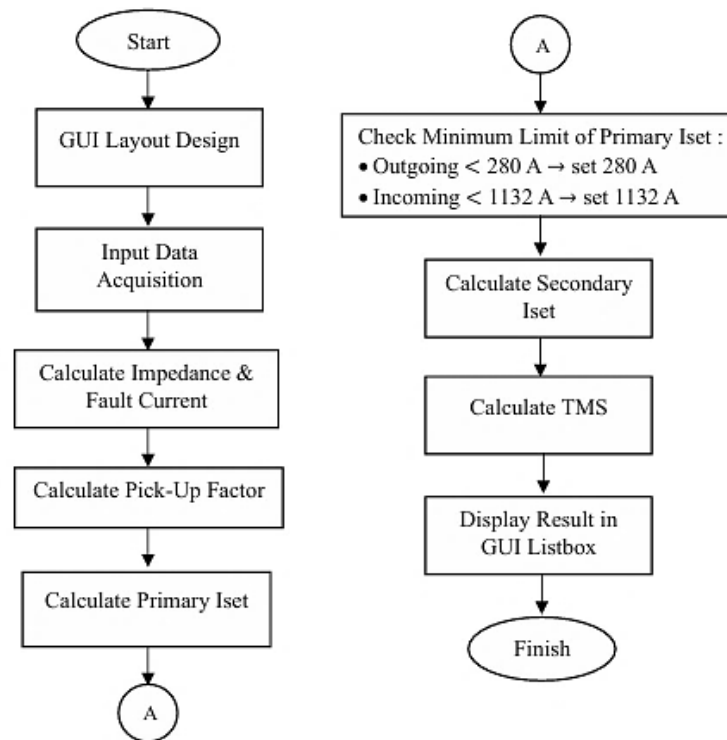 Start
GUI Layout Design
Input Data
Acquisition
Calculate Impedance &
Fault Current
Calculate Pick-Up Factor
Calculate Primary Iset
A
A
Check Minimum Limit of Primary Iset :
• Outgoing < 280 A → set 280 A
• Incoming < 1132 A → set 1132 A
Calculate Secondary
Iset
Calculate TMS
Display Result in
GUI Listbox
Finish